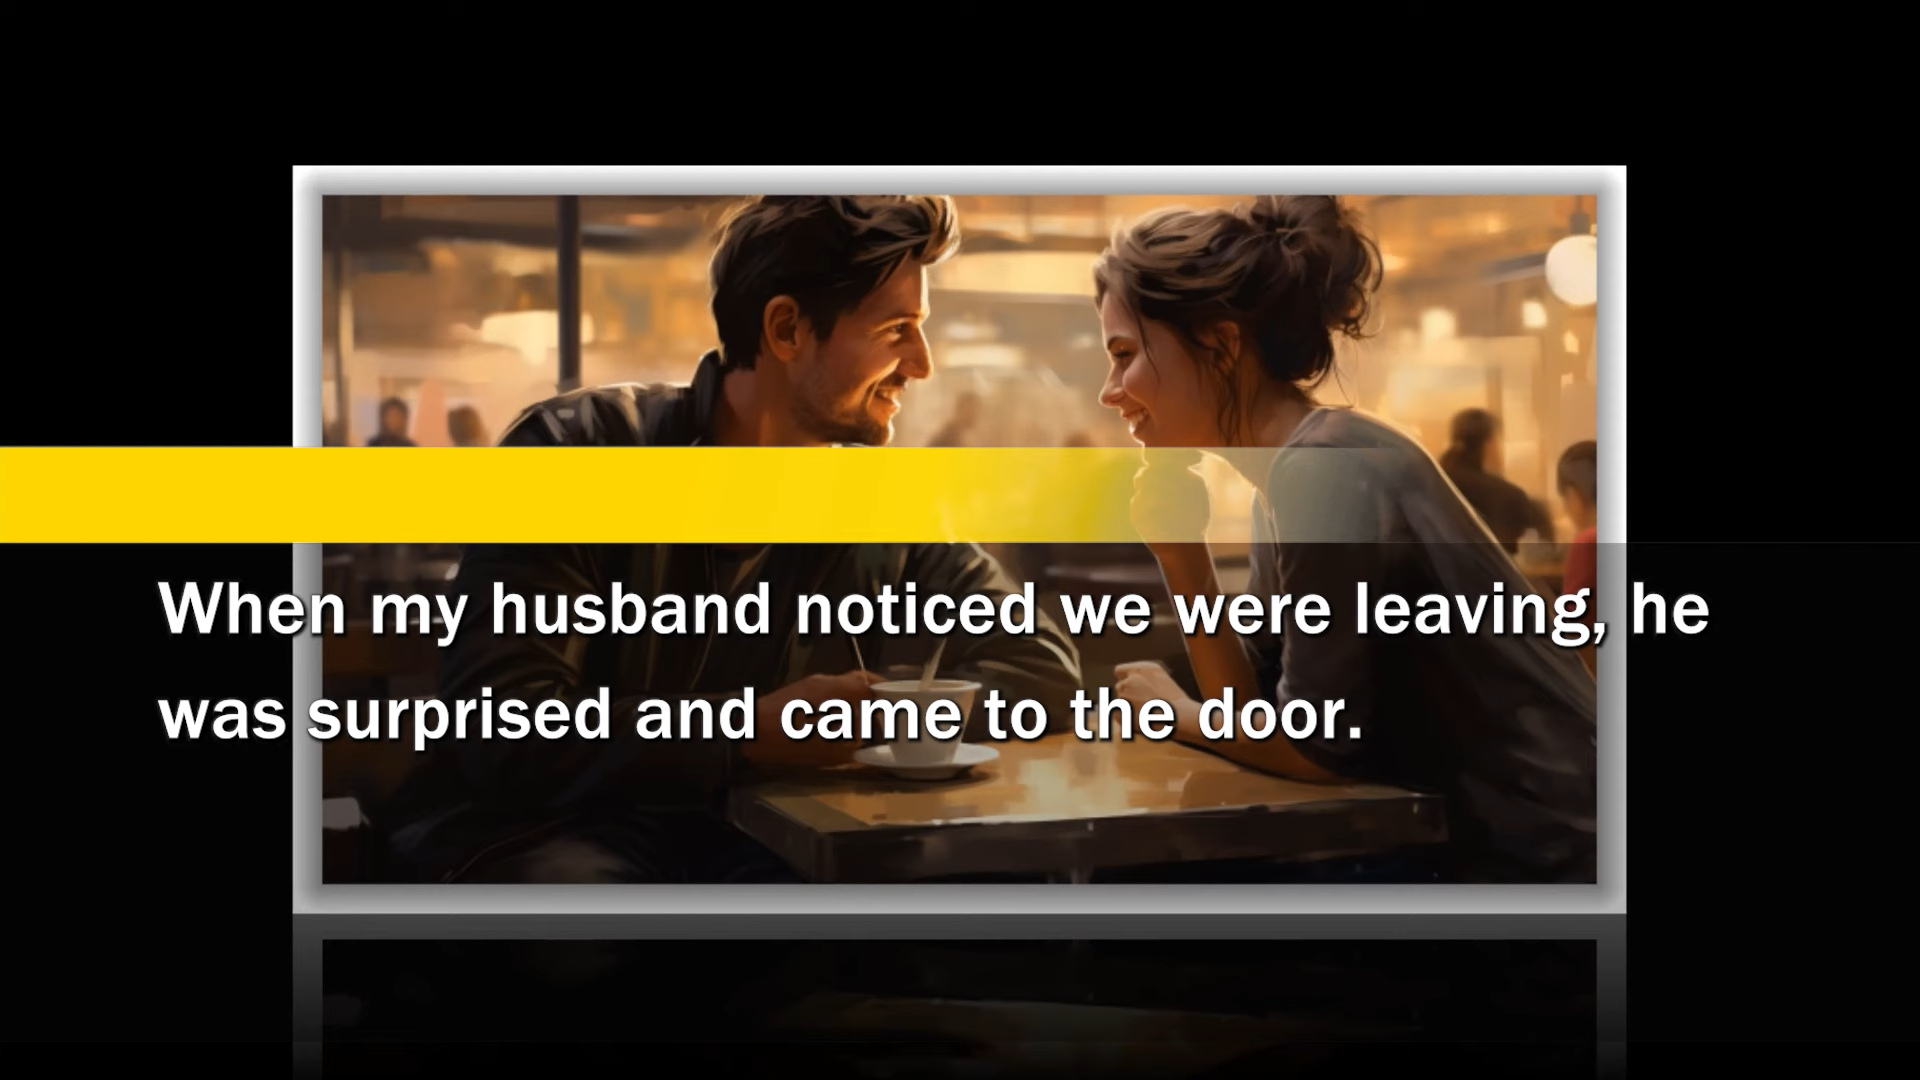 When my husband noticed we were leaving, he
was surprised and came to the door.